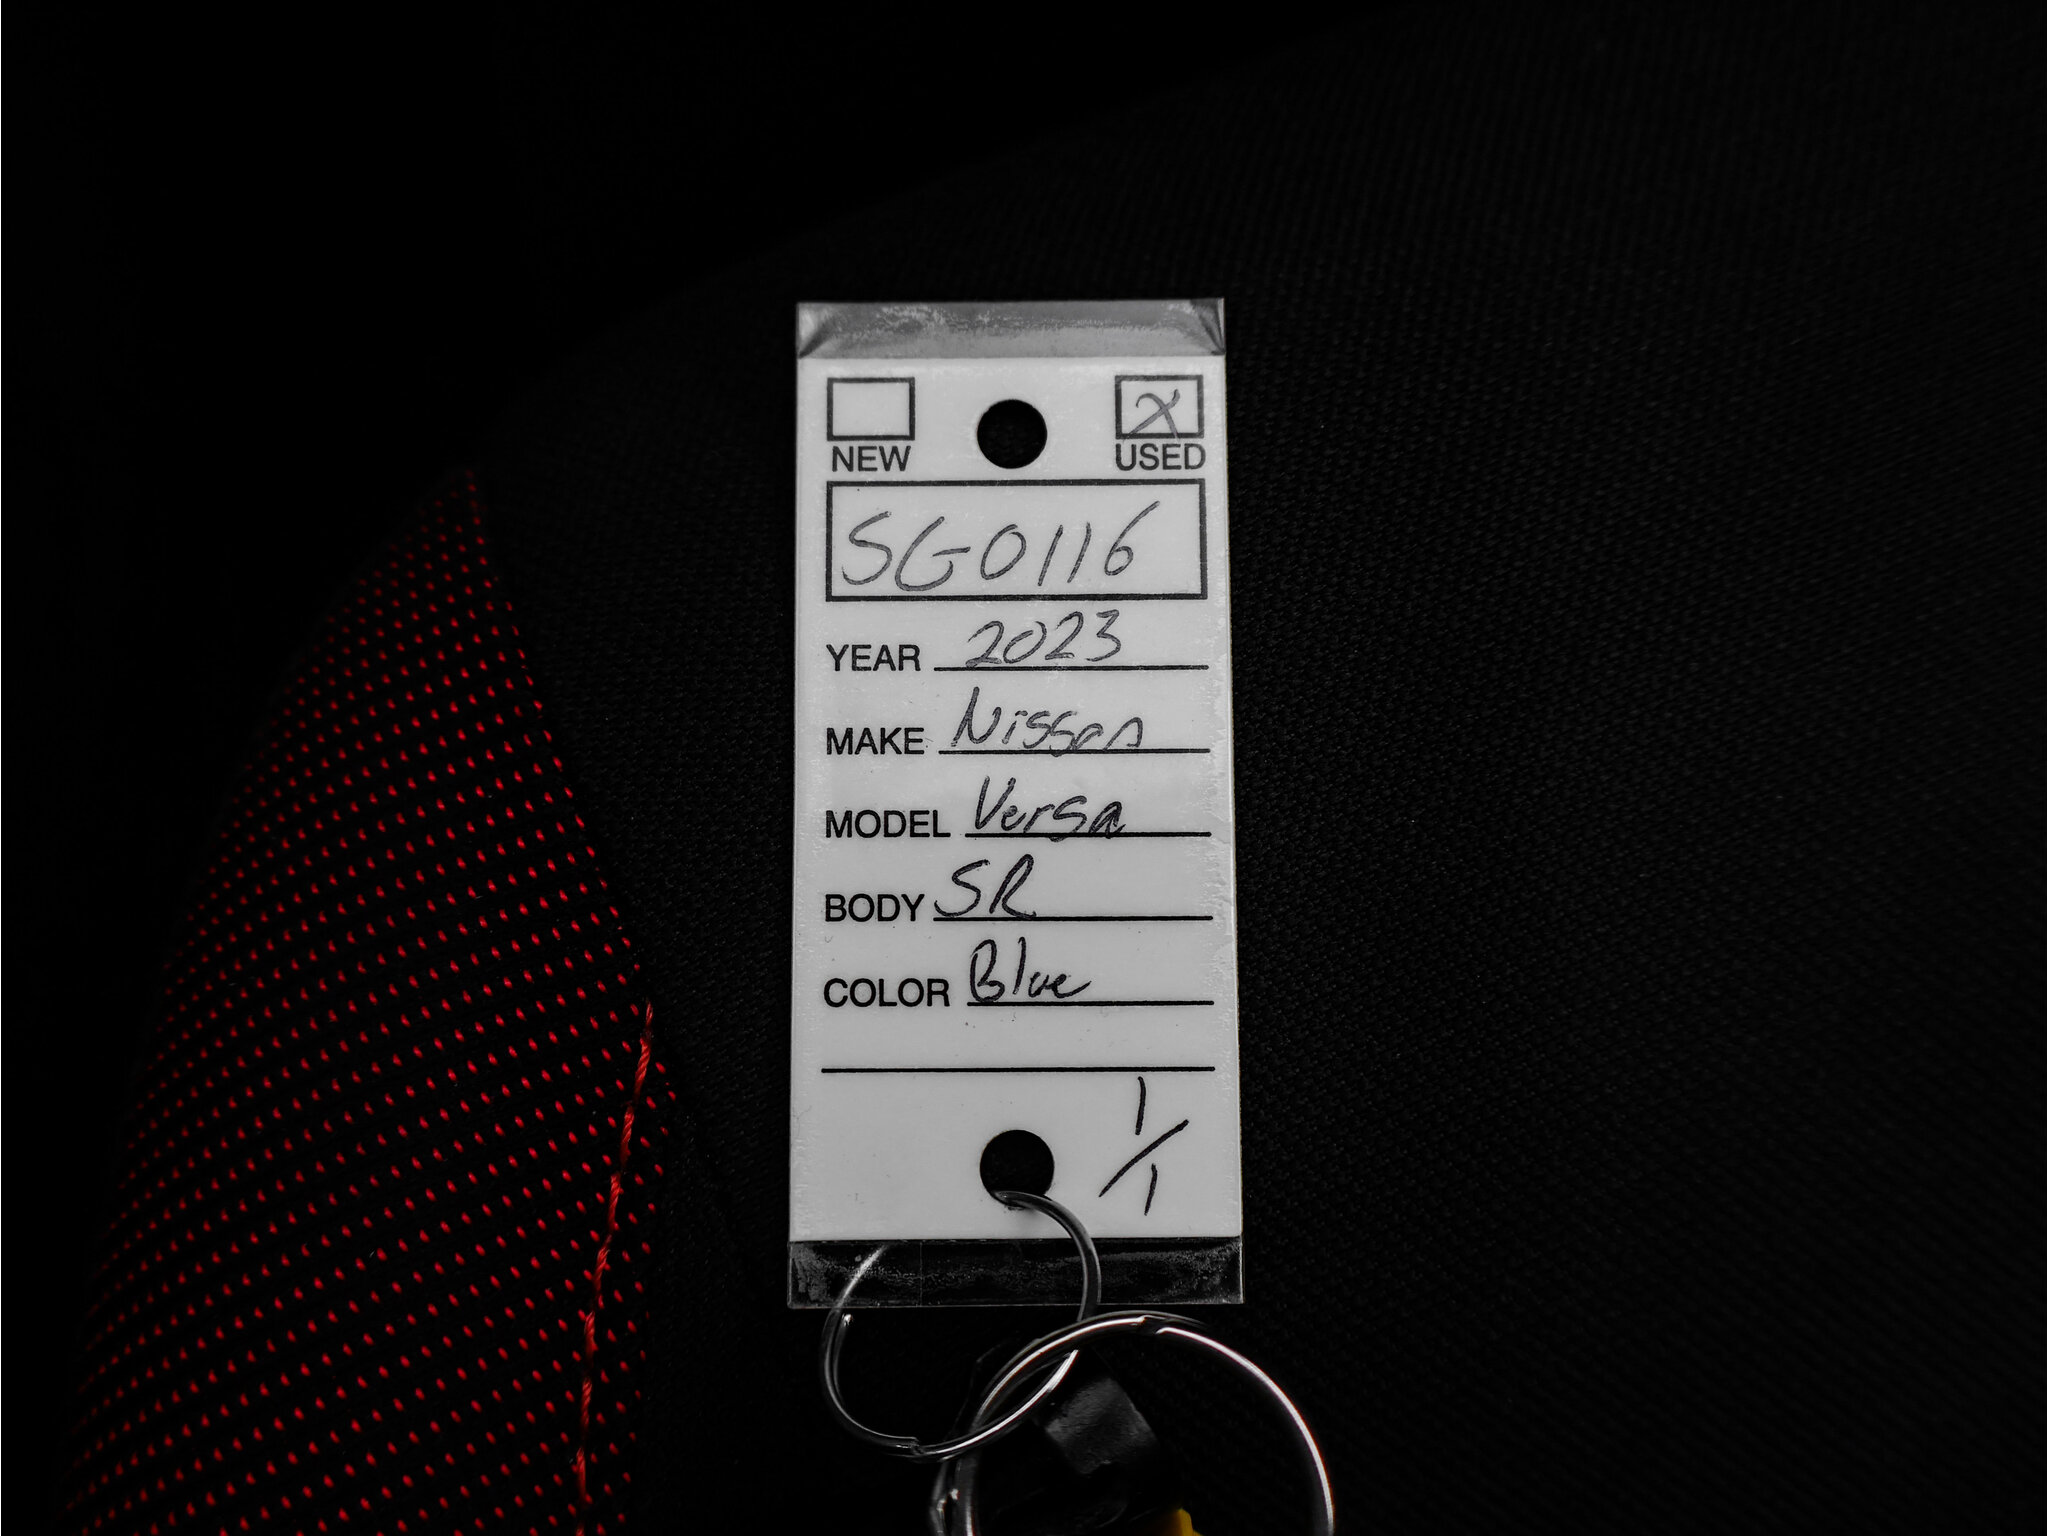 NEW X USED
SG0116
YEAR 2023
MAKE Nissan
MODEL Versa
BODY SR
COLOR Blue
1/1